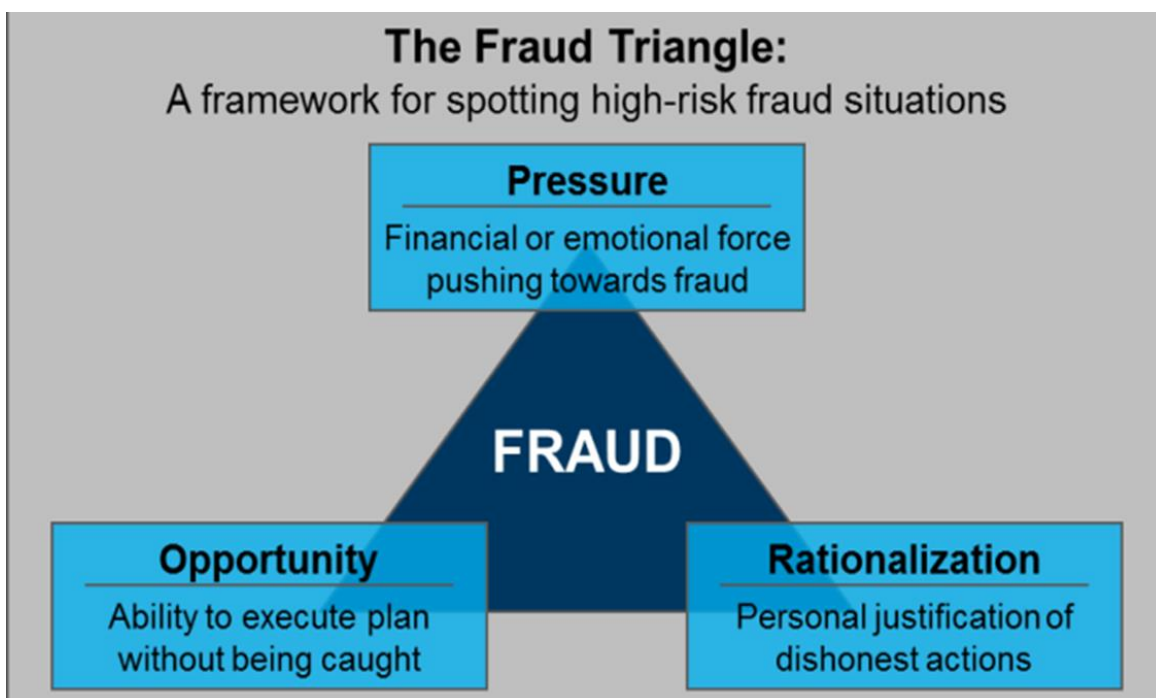 The Fraud Triangle:
A framework for spotting high-risk fraud situations
Pressure
Financial or emotional force
pushing towards fraud
FRAUD
Opportunity
Ability to execute plan
without being caught
Rationalization
Personal justification of
dishonest actions